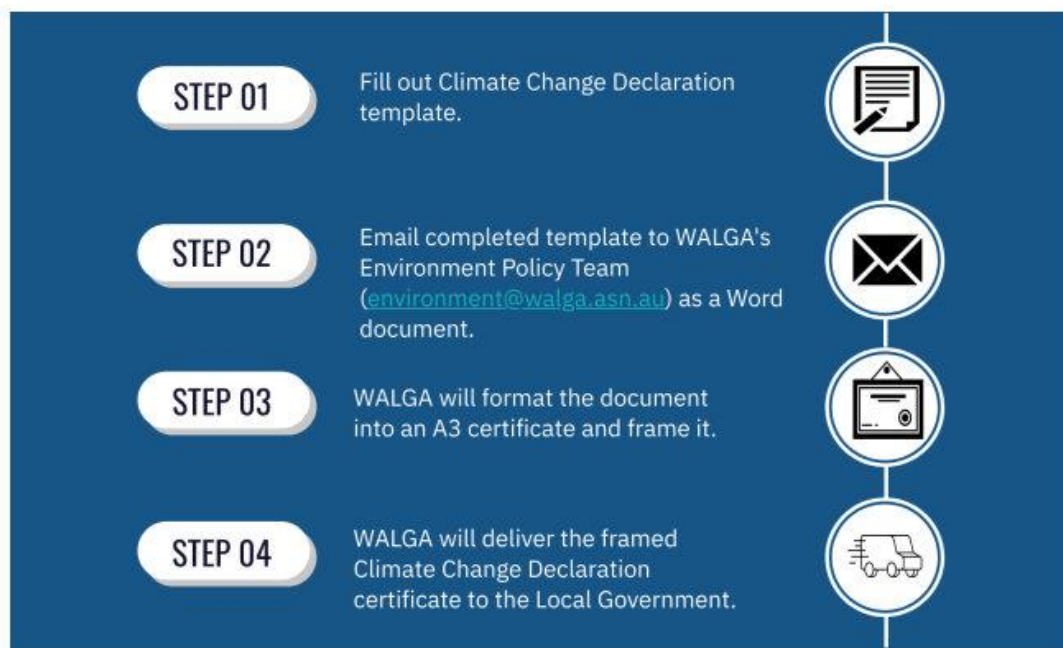 STEP 01
Fill out Climate Change Declaration
template.
STEP 02
Email completed template to WALGA's
Environment Policy Team
(environment@walga.asn.au) as a Word
document.
STEP 03
WALGA will format the document
into an A3 certificate and frame it.
STEP 04
WALGA will deliver the framed
Climate Change Declaration
certificate to the Local Government.